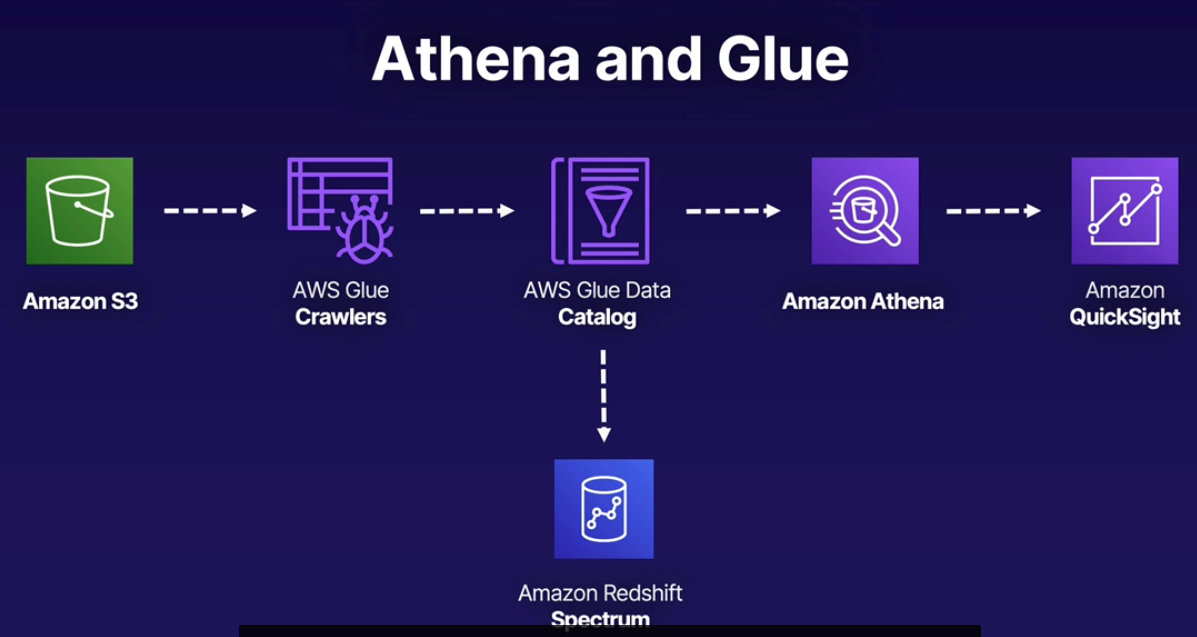 Athena and Glue
Amazon S3
AWS Glue
Crawlers
AWS Glue Data
Catalog
Amazon Athena
Amazon
QuickSight
Amazon Redshift
Spectrum